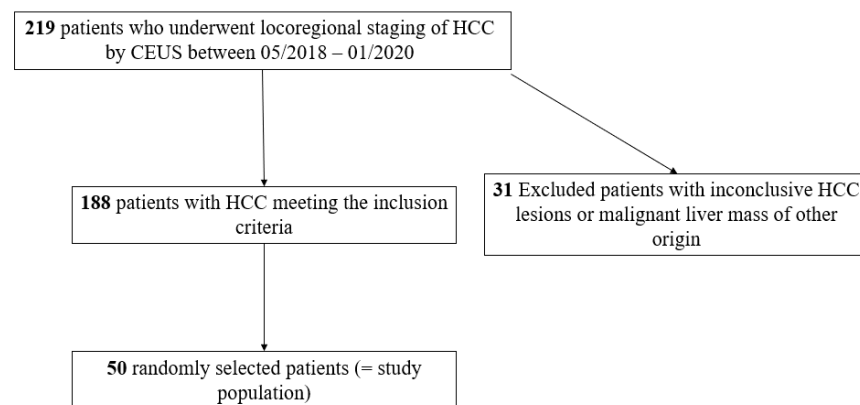 219 patients who underwent locoregional staging of HCC
by CEUS between 05/2018 – 01/2020
188 patients with HCC meeting the inclusion
criteria
31 Excluded patients with inconclusive HCC
lesions or malignant liver mass of other
origin
50 randomly selected patients (= study
population)